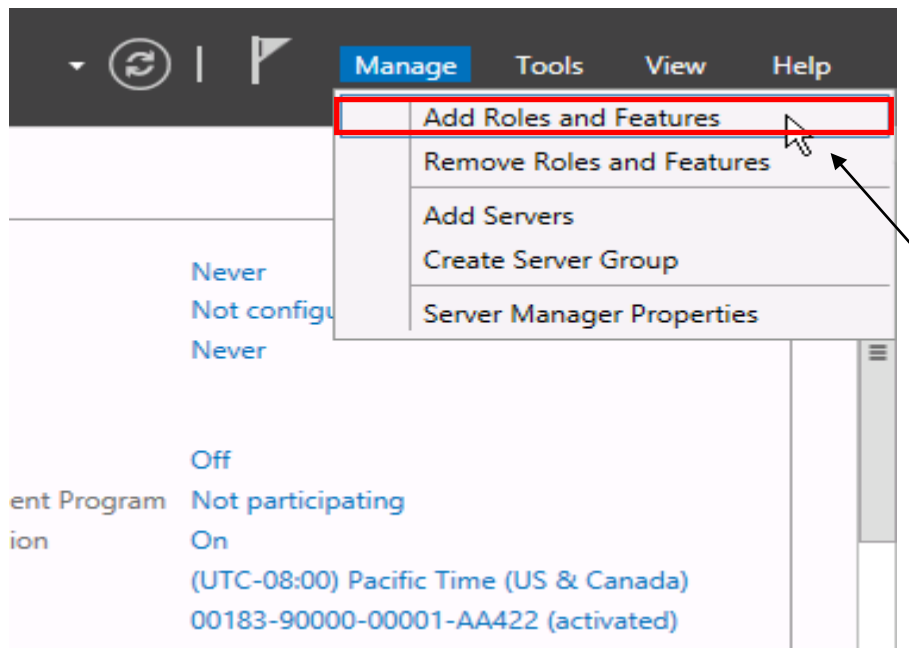 Manage Tools View Help
Add Roles and Features
Remove Roles and Features
Add Servers
Create Server Group
Server Manager Properties
Never
Not configu
Never
Off
ent Program Not participating
ion On
(UTC-08:00) Pacific Time (US & Canada)
00183-90000-00001-AA422 (activated)